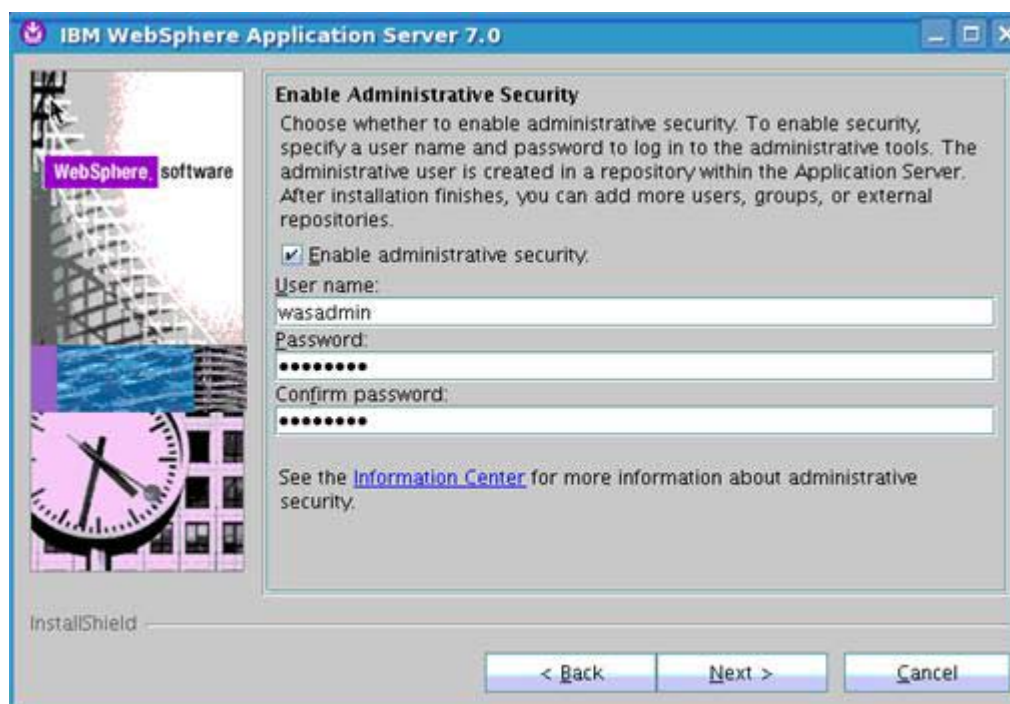 IBM WebSphere Application Server 7.0
WebSphere. software
Enable Administrative Security
Choose whether to enable administrative security. To enable security,
specify a user name and password to log in to the administrative tools. The
administrative user is created in a repository within the Application Server.
After installation finishes, you can add more users, groups, or external
repositories.
Enable administrative security.
User name:
wasadmin
Password:
••••••••
Confirm password:
••••••••
See the Information Center for more information about administrative
security.
InstallShield
< Back
Next >
Cancel